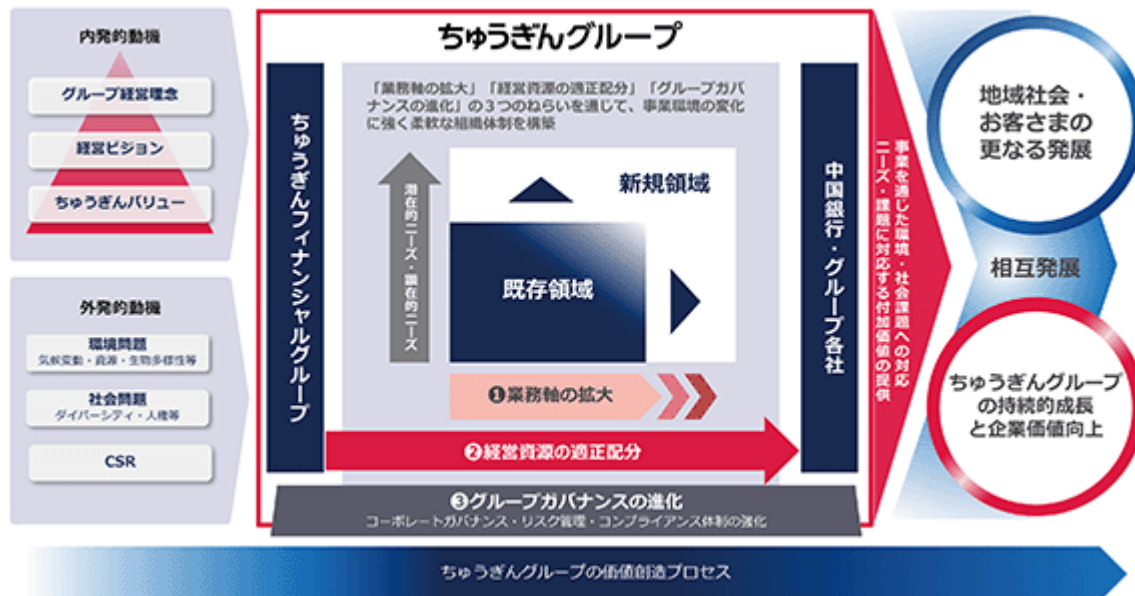 内発的動機
グループ経営理念
経営ビジョン
ちゅうぎんバリュー
外発的動機
環境問題
気候変動・資源・生物多様性等
社会問題
ダイバーシティ・人権等
CSR
ちゅうぎんグループ
ちゅうぎんフィナンシャルグループ
「業務軸の拡大」「経営資源の適正配分」「グループガバ
ナンスの進化」の3つのねらいを通じて、事業環境の変化
に強く柔軟な組織体制を構築
潜在的ニーズ・顕在的ニーズ
新規領域
既存領域
❶業務軸の拡大
❷経営資源の適正配分
❸グループガバナンスの進化
コーポレートガバナンス・リスク管理・コンプライアンス体制の強化
中国銀行・グループ各社
事業を通じた環境・社会課題への対応
ニーズ・課題に対応する付加価値の提供
地域社会・
お客さまの
更なる発展
相互発展
ちゅうぎんグループ
の持続的成長
と企業価値向上
ちゅうぎんグループの価値創造プロセス